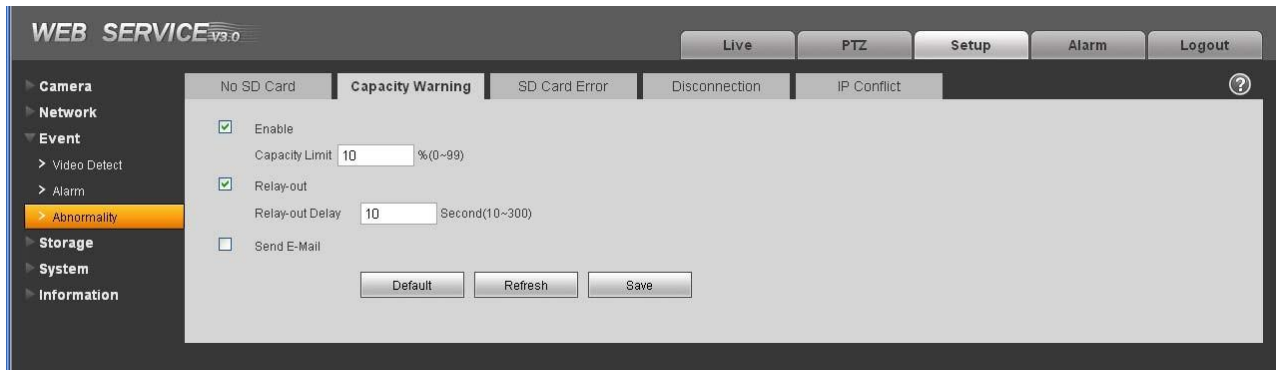 WEB SERVICE V3.0
Live PTZ Setup Alarm Logout
Camera
Network
Event
> Video Detect
> Alarm
> Abnormality
Storage
System
Information
No SD Card Capacity Warning SD Card Error Disconnection IP Conflict ?
Enable
Capacity Limit 10 %(0~99)
Relay-out
Relay-out Delay 10 Second(10~300)
Send E-Mail
Default Refresh Save